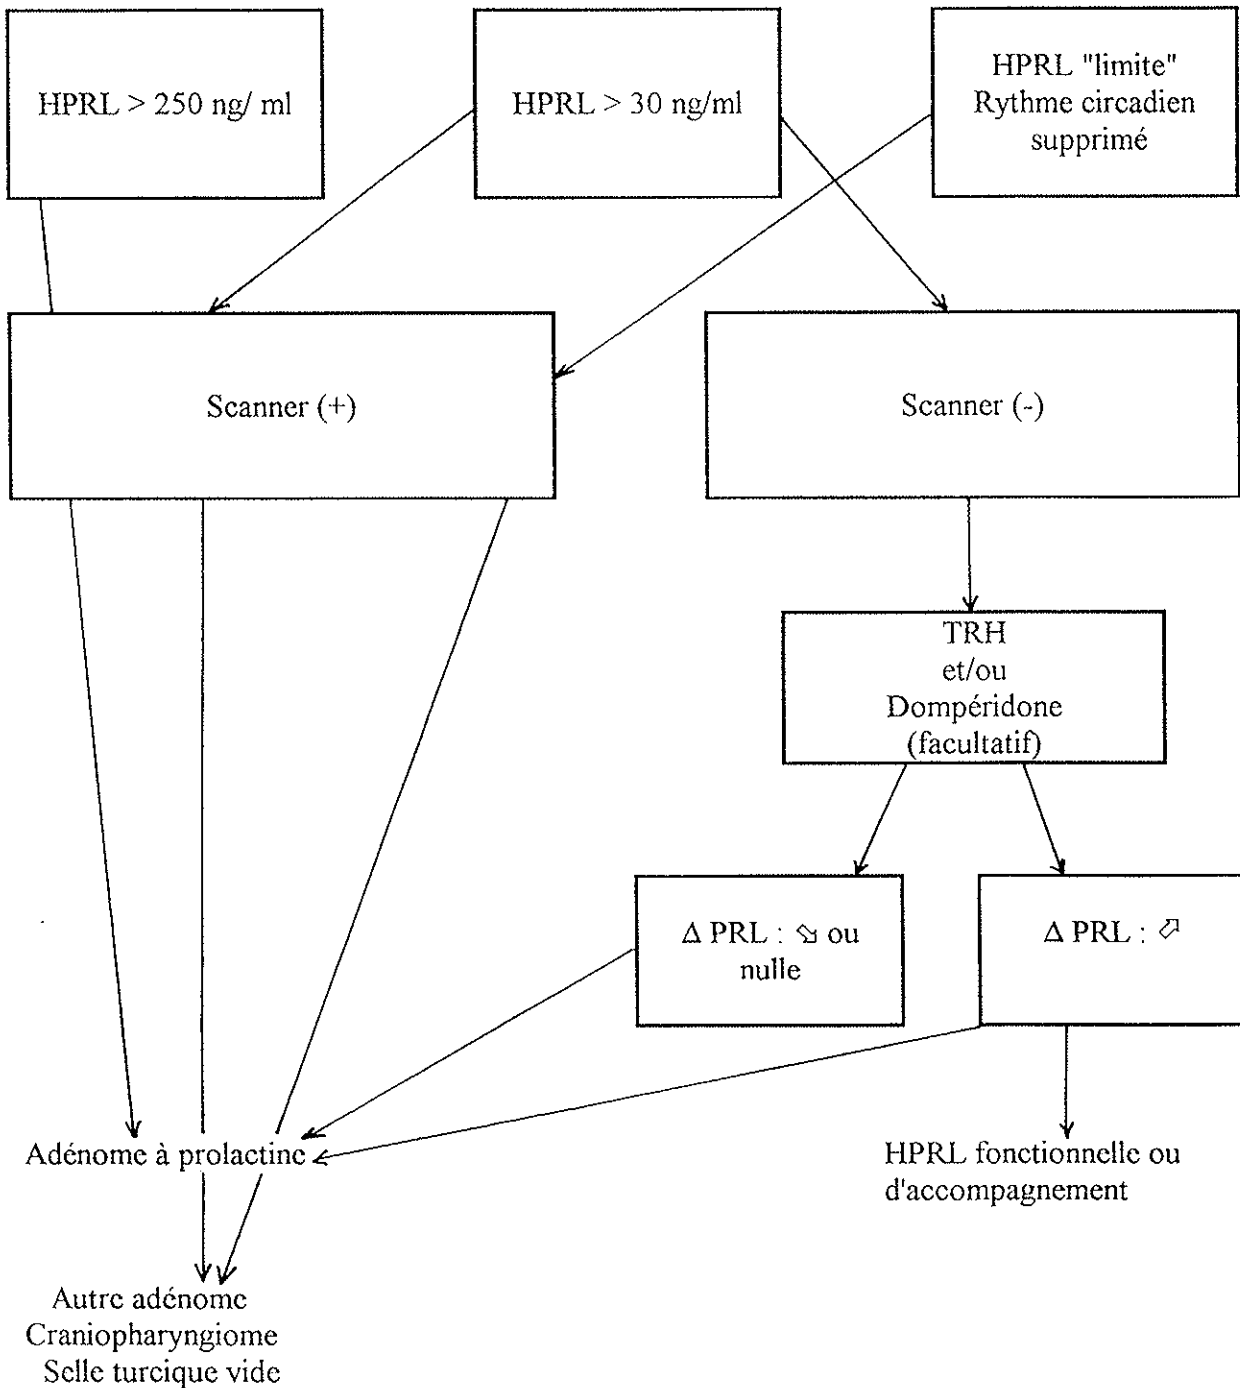 HPRL > 250 ng/ ml
HPRL > 30 ng/ml
HPRL "limite"
Rythme circadien
supprimé
Scanner (+)
Scanner (-)
TRH
et/ou
Dompéridone
(facultatif)
Δ PRL : ⇘ ou
nulle
Δ PRL : ⇗
Adénome à prolactine
HPRL fonctionnelle ou
d'accompagnement
Autre adénome
Craniopharyngiome
Selle turcique vide